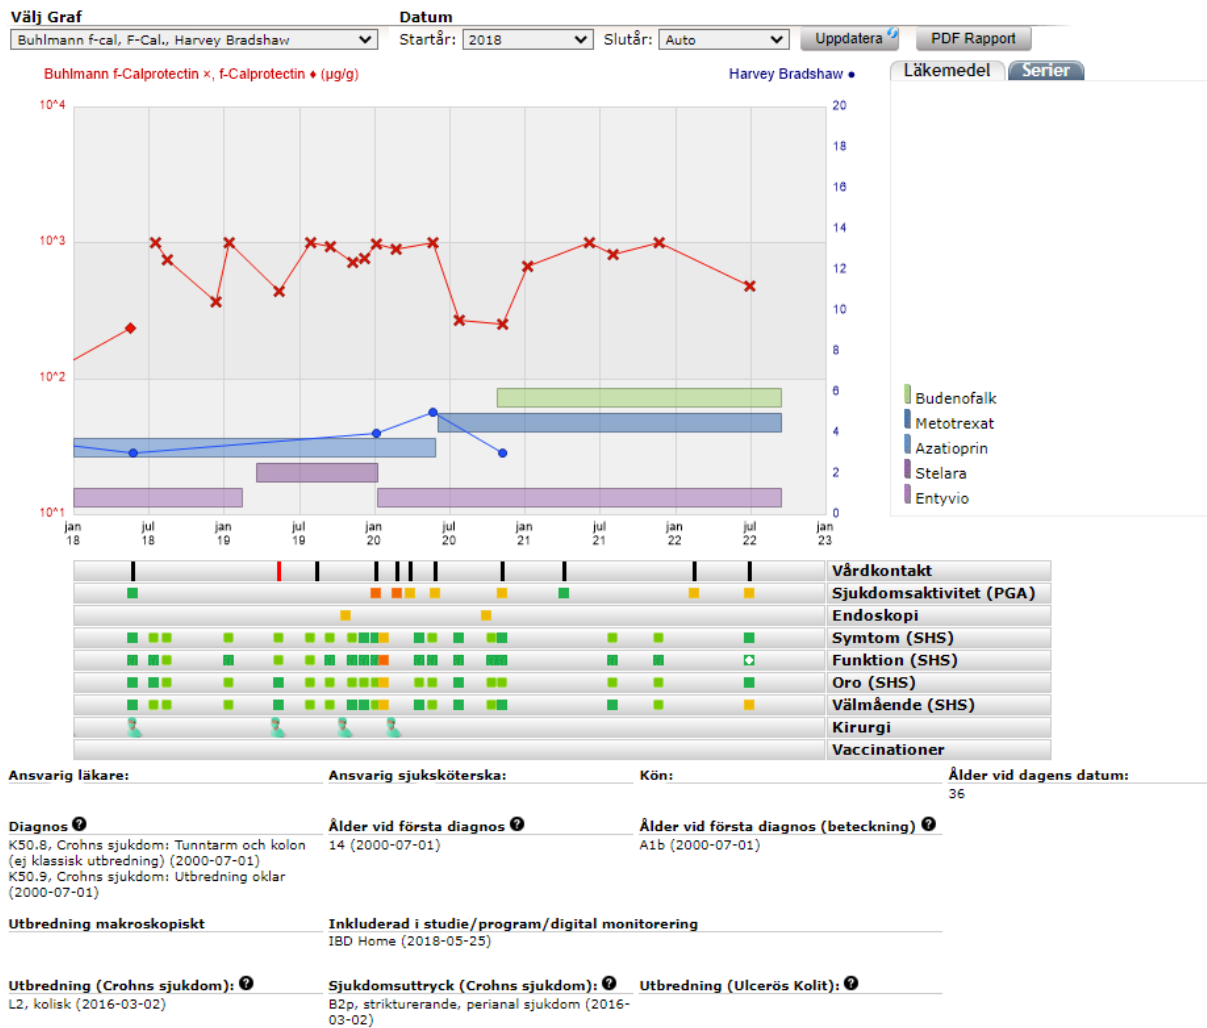 Välj Graf
Datum
Buhlmann f-cal, F-Cal., Harvey Bradshaw
Startår: 2018
Slutår: Auto
Uppdatera
PDF Rapport
Buhlmann f-Calprotectin ×, f-Calprotectin ♦ (µg/g)
Harvey Bradshaw ●
Läkemedel
Serier
10^4
10^3
10^2
10^1
20
18
16
14
12
10
8
6
4
2
0
Budenofalk
Metotrexat
Azatioprin
Stelara
Entyvio
jan 18
jul 18
jan 19
jul 19
jan 20
jul 20
jan 21
jul 21
jan 22
jul 22
jan 23
Vårdkontakt
Sjukdomsaktivitet (PGA)
Endoskopi
Symtom (SHS)
Funktion (SHS)
Oro (SHS)
Välmående (SHS)
Kirurgi
Vaccinationer
Ansvarig läkare:
Ansvarig sjuksköterska:
Kön:
Ålder vid dagens datum:
36
Diagnos ?
K50.8, Crohns sjukdom: Tunntarm och kolon
(ej klassisk utbredning) (2000-07-01)
K50.9, Crohns sjukdom: Utbredning oklar
(2000-07-01)
Ålder vid första diagnos ?
14 (2000-07-01)
Ålder vid första diagnos (beteckning) ?
A1b (2000-07-01)
Utbredning makroskopiskt
Inkluderad i studie/program/digital monitorering
IBD Home (2018-05-25)
Utbredning (Crohns sjukdom): ?
L2, kolisk (2016-03-02)
Sjukdomsuttryck (Crohns sjukdom): ?
B2p, strikturerande, perianal sjukdom (2016-
03-02)
Utbredning (Ulcerös Kolit): ?